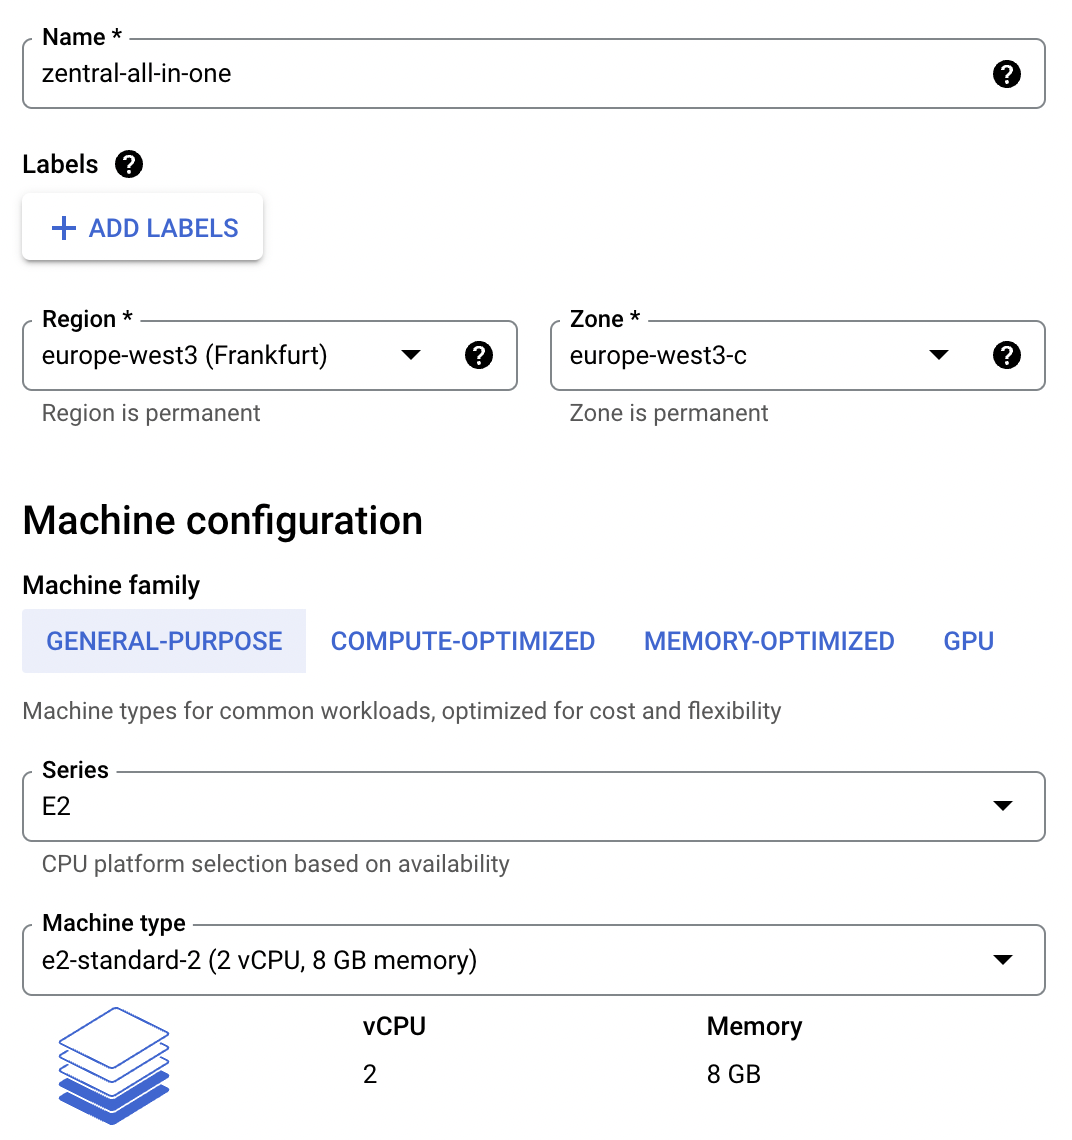 Name *
zentral-all-in-one
Labels
ADD LABELS
Region *
Zone *
europe-west3 (Frankfurt)
europe-west3-c
Region is permanent
Zone is permanent
Machine configuration
Machine family
GENERAL-PURPOSE COMPUTE-OPTIMIZED MEMORY-OPTIMIZED GPU
Machine types for common workloads, optimized for cost and flexibility
Series
E2
CPU platform selection based on availability
Machine type
e2-standard-2 (2 vCPU, 8 GB memory)
vCPU
Memory
2
8 GB